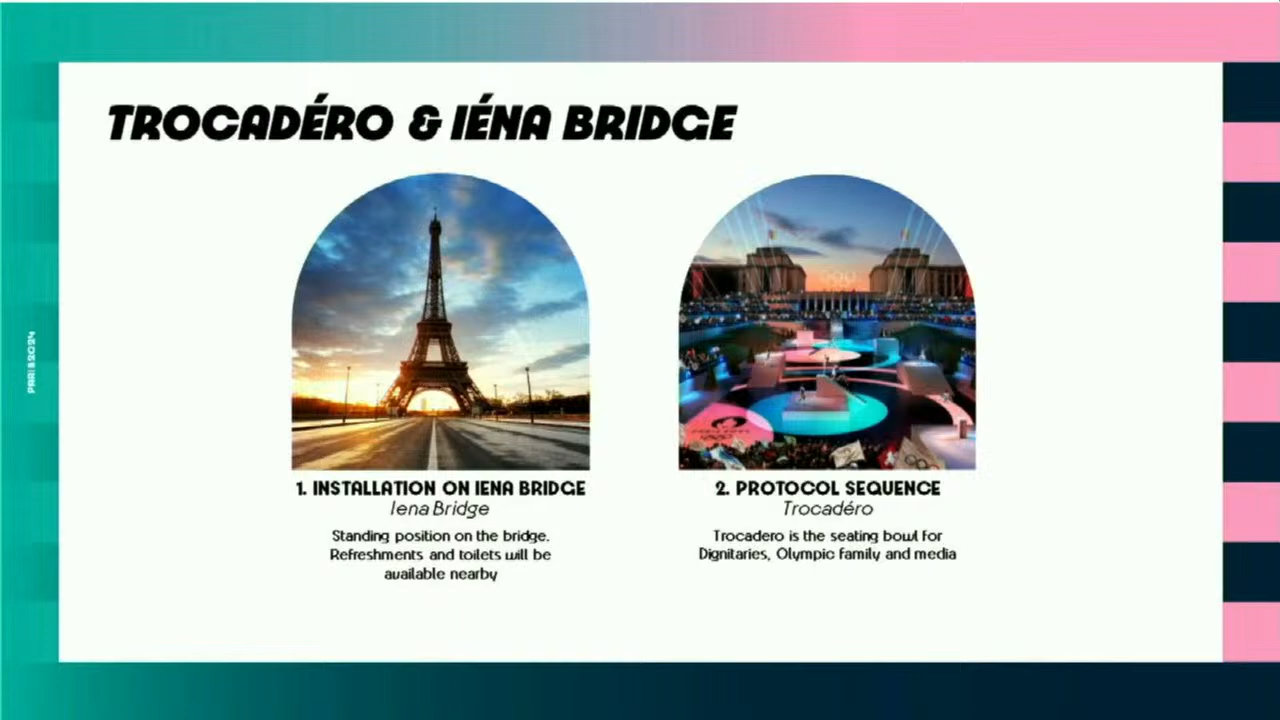 TROCADÉRO & IÉNA BRIDGE
PARIS2024
1. INSTALLATION ON IENA BRIDGE
Iena Bridge
Standing position on the bridge.
Refreshments and toilets will be
available nearby
2. PROTOCOL SEQUENCE
Trocadéro
Trocadero is the seating bowl for
Dignitaries, Olympic family and media